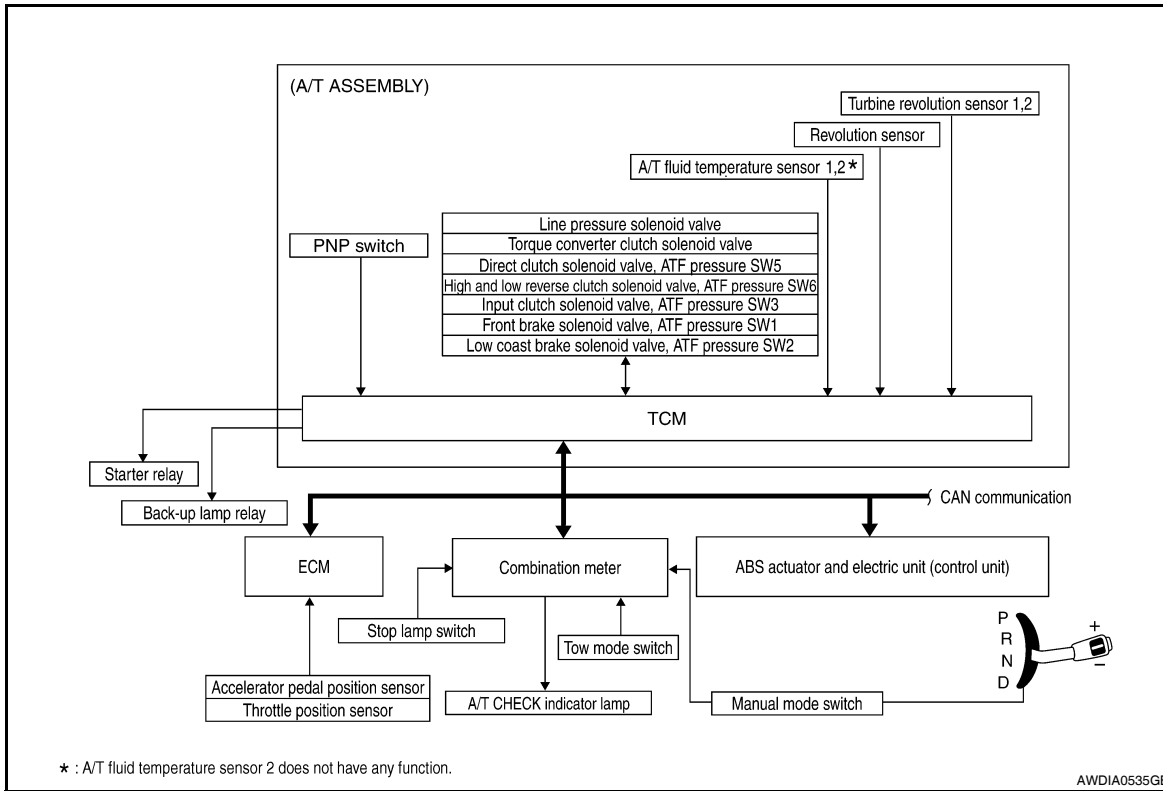 (A/T ASSEMBLY)
Turbine revolution sensor 1,2
Revolution sensor
A/T fluid temperature sensor 1,2 *
PNP switch
Line pressure solenoid valve
Torque converter clutch solenoid valve
Direct clutch solenoid valve, ATF pressure SW5
High and low reverse clutch solenoid valve, ATF pressure SW6
Input clutch solenoid valve, ATF pressure SW3
Front brake solenoid valve, ATF pressure SW1
Low coast brake solenoid valve, ATF pressure SW2
TCM
Starter relay
Back-up lamp relay
CAN communication
ECM
Combination meter
ABS actuator and electric unit (control unit)
Stop lamp switch
Tow mode switch
P
R
N
D
+
−
Accelerator pedal position sensor
Throttle position sensor
A/T CHECK indicator lamp
Manual mode switch
* : A/T fluid temperature sensor 2 does not have any function.